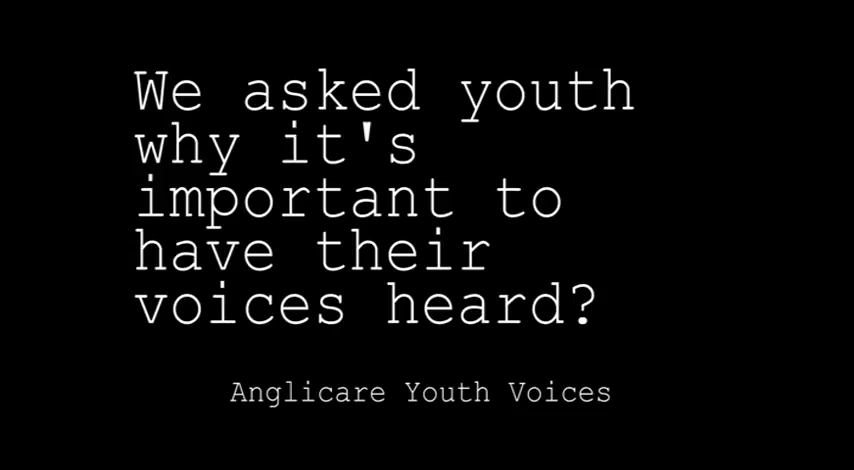 We asked youth
why it's
important to
have their
voices heard?
Anglicare Youth Voices